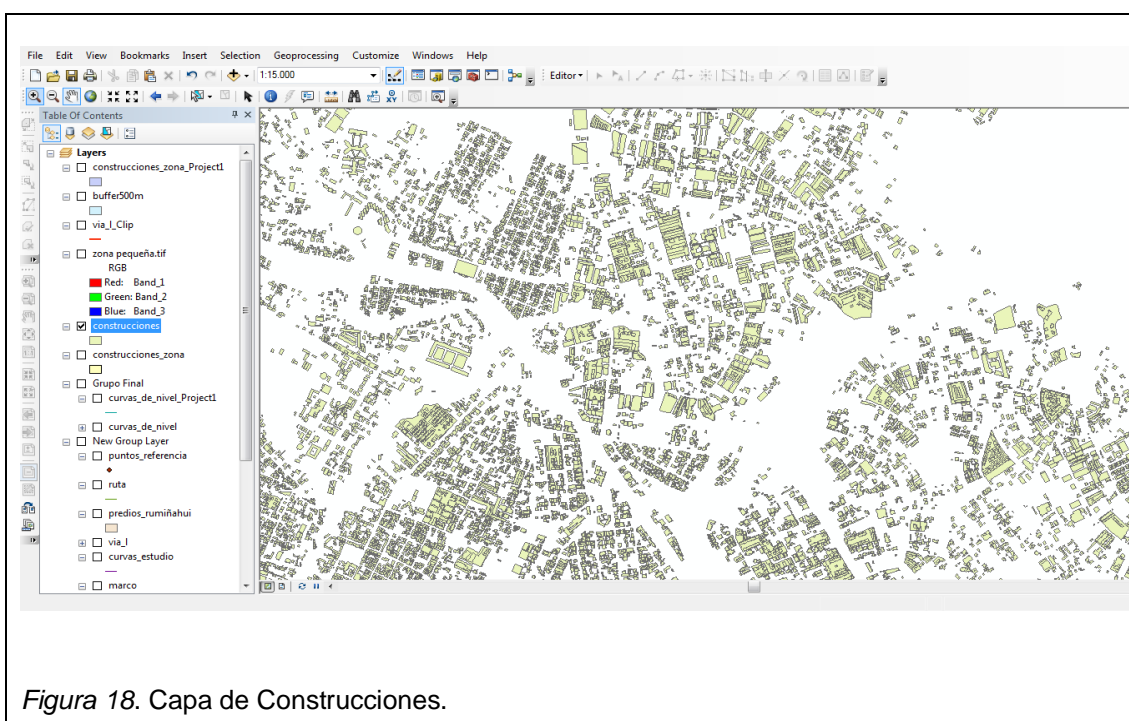 File Edit View Bookmarks Insert Selection Geoprocessing Customize Windows Help
1:15.000 Editor
Table Of Contents
Layers
construcciones_zona_Project1
buffer500m
via_l_Clip
zona pequeña.tif
RGB
Red: Band_1
Green: Band_2
Blue: Band_3
construcciones
construcciones_zona
Grupo Final
curvas_de_nivel_Project1
curvas_de_nivel
New Group Layer
puntos_referencia
ruta
predios_rumiñahui
via_l
curvas_estudio
marco
Figura 18. Capa de Construcciones.